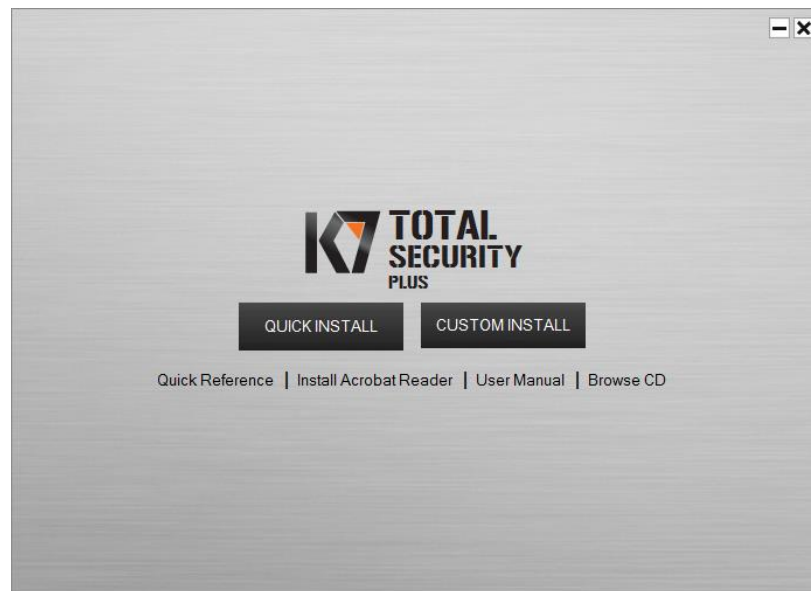 K7 TOTAL
SECURITY
PLUS
QUICK INSTALL CUSTOM INSTALL
Quick Reference | Install Acrobat Reader | User Manual | Browse CD